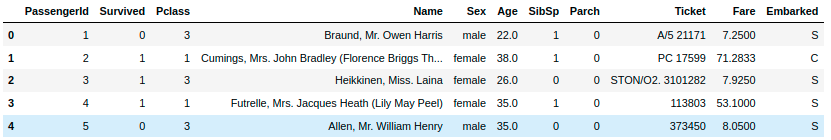 PassengerId Survived Pclass Name Sex Age SibSp Parch Ticket Fare Embarked
0 1 0 3 Braund, Mr. Owen Harris male 22.0 1 0 A/5 21171 7.2500 S
1 2 1 1 Cumings, Mrs. John Bradley (Florence Briggs Th... female 38.0 1 0 PC 17599 71.2833 C
2 3 1 3 Heikkinen, Miss. Laina female 26.0 0 0 STON/O2. 3101282 7.9250 S
3 4 1 1 Futrelle, Mrs. Jacques Heath (Lily May Peel) female 35.0 1 0 113803 53.1000 S
4 5 0 3 Allen, Mr. William Henry male 35.0 0 0 373450 8.0500 S